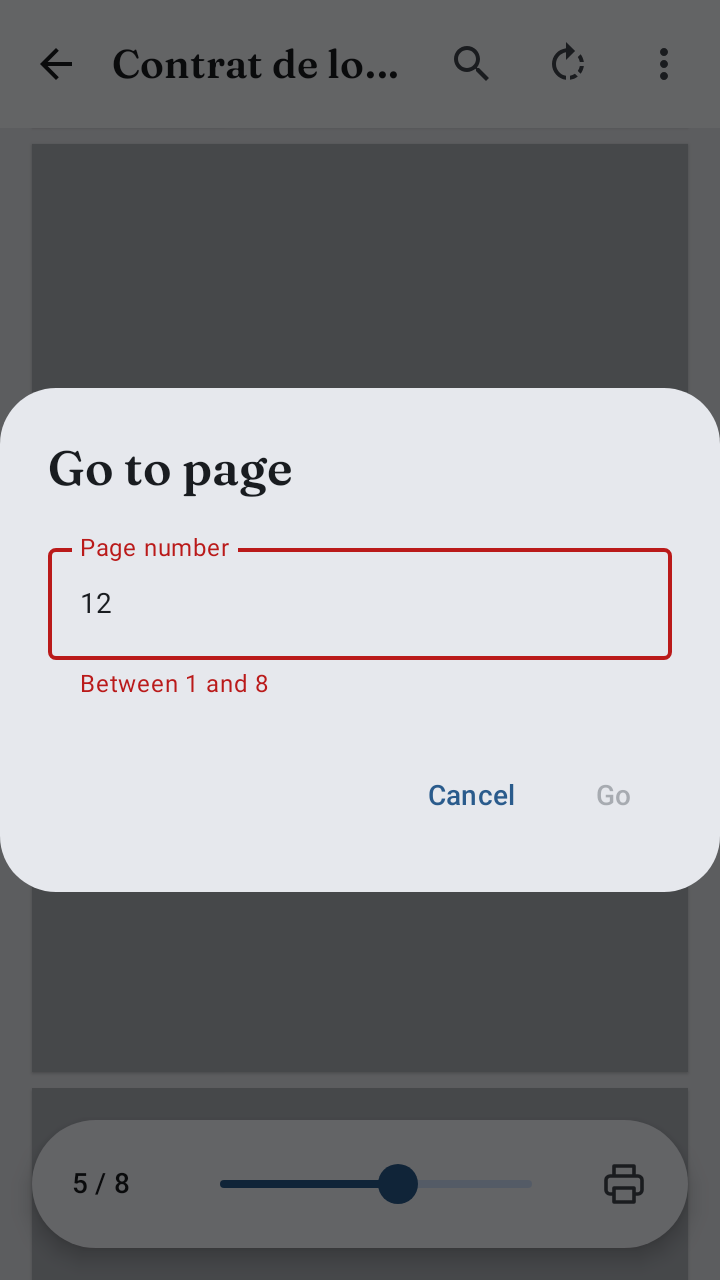 Contrat de lo...
Go to page
Page number
12
Between 1 and 8
Cancel
Go
5 / 8